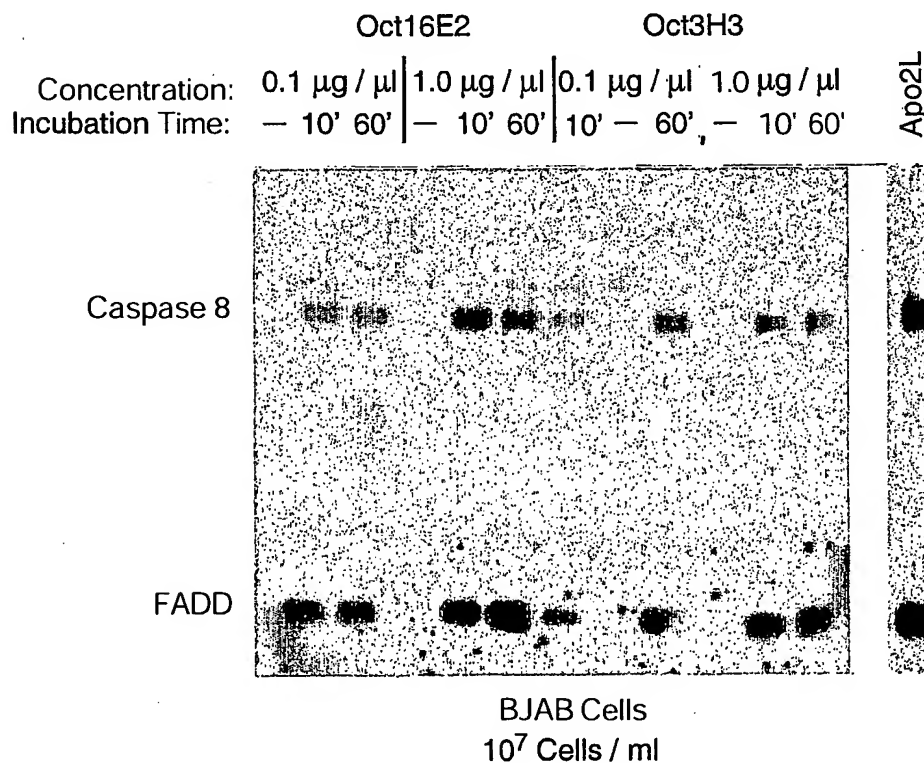 Oct16E2 Oct3H3
Concentration: 0.1 µg / µl 1.0 µg / µl 0.1 µg / µl 1.0 µg / µl
Incubation Time: — 10' 60' — 10' 60' 10' — 60', — 10' 60'
Apo2L
Caspase 8
FADD
BJAB Cells
10⁷ Cells / ml